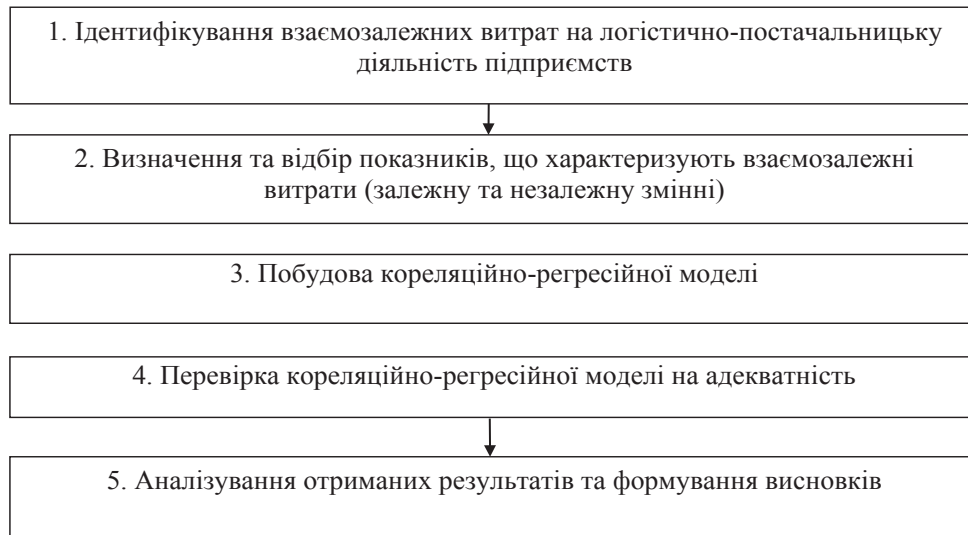 1. Ідентифікування взаємозалежних витрат на логістично-постачальницьку
діяльність підприємств
2. Визначення та відбір показників, що характеризують взаємозалежні
витрати (залежну та незалежну змінні)
3. Побудова кореляційно-регресійної моделі
4. Перевірка кореляційно-регресійної моделі на адекватність
5. Аналізування отриманих результатів та формування висновків